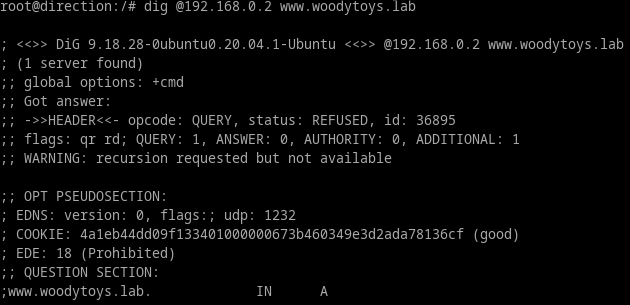 root@direction:/# dig @192.168.0.2 www.woodytoys.lab
; <<>> DiG 9.18.28-0ubuntu0.20.04.1-Ubuntu <<>> @192.168.0.2 www.woodytoys.lab
; (1 server found)
;; global options: +cmd
;; Got answer:
;; ->>HEADER<<- opcode: QUERY, status: REFUSED, id: 36895
;; flags: qr rd; QUERY: 1, ANSWER: 0, AUTHORITY: 0, ADDITIONAL: 1
;; WARNING: recursion requested but not available
;; OPT PSEUDOSECTION:
; EDNS: version: 0, flags:; udp: 1232
; COOKIE: 4a1eb44dd09f133401000000673b460349e3d2ada78136cf (good)
; EDE: 18 (Prohibited)
;; QUESTION SECTION:
;www.woodytoys.lab. IN A